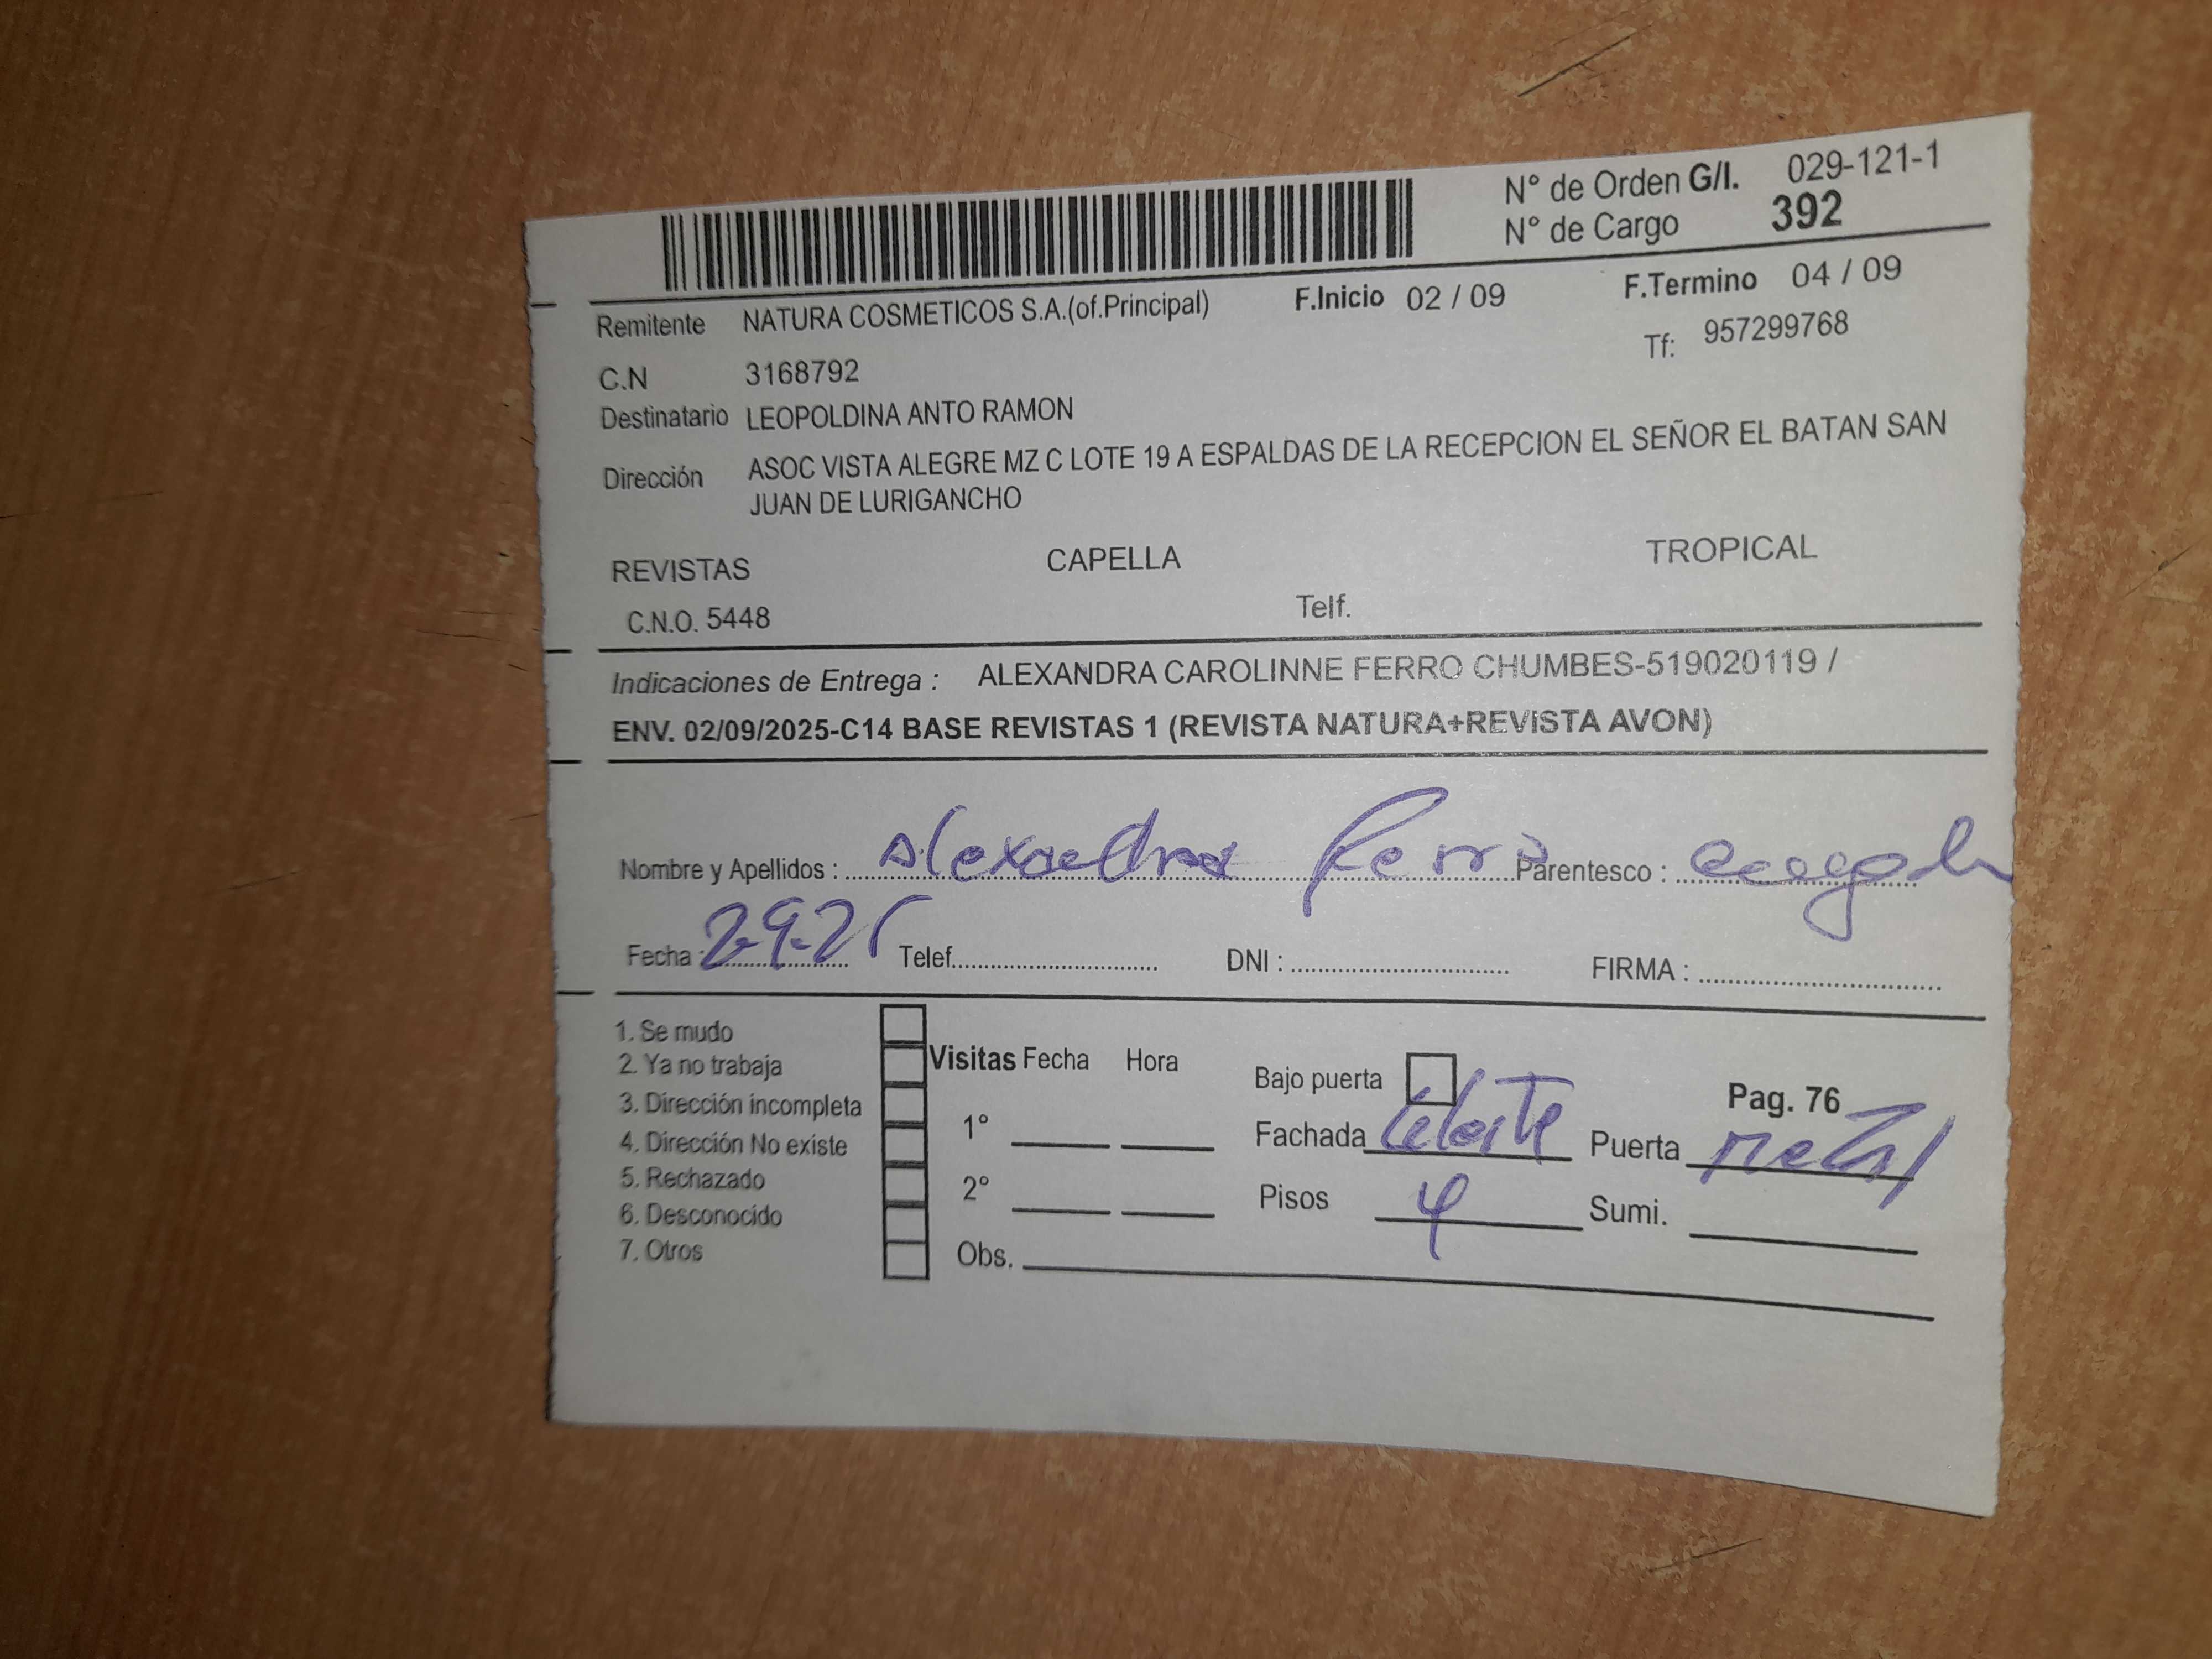 N° de Orden G/I. 029-121-1
N° de Cargo 392
Remitente NATURA COSMETICOS S.A.(of.Principal) F.Inicio 02 / 09 F.Termino 04 / 09
C.N 3168792 Tf: 957299768
Destinatario LEOPOLDINA ANTO RAMON
Dirección ASOC VISTA ALEGRE MZ C LOTE 19 A ESPALDAS DE LA RECEPCION EL SEÑOR EL BATAN SAN
JUAN DE LURIGANCHO
REVISTAS CAPELLA TROPICAL
C.N.O. 5448 Telf.
Indicaciones de Entrega : ALEXANDRA CAROLINNE FERRO CHUMBES-519020119 /
ENV. 02/09/2025-C14 BASE REVISTAS 1 (REVISTA NATURA+REVISTA AVON)
Nombre y Apellidos : Alexandra Ferro Parentesco :
Fecha : 2-9-25 Telef. DNI : FIRMA :
1. Se mudo
2. Ya no trabaja
3. Dirección incompleta
4. Dirección No existe
5. Rechazado
6. Desconocido
7. Otros
Visitas Fecha Hora
1°
2°
Obs.
Bajo puerta
Fachada celeste
Pisos 4
Pag. 76
Puerta metal
Sumi.